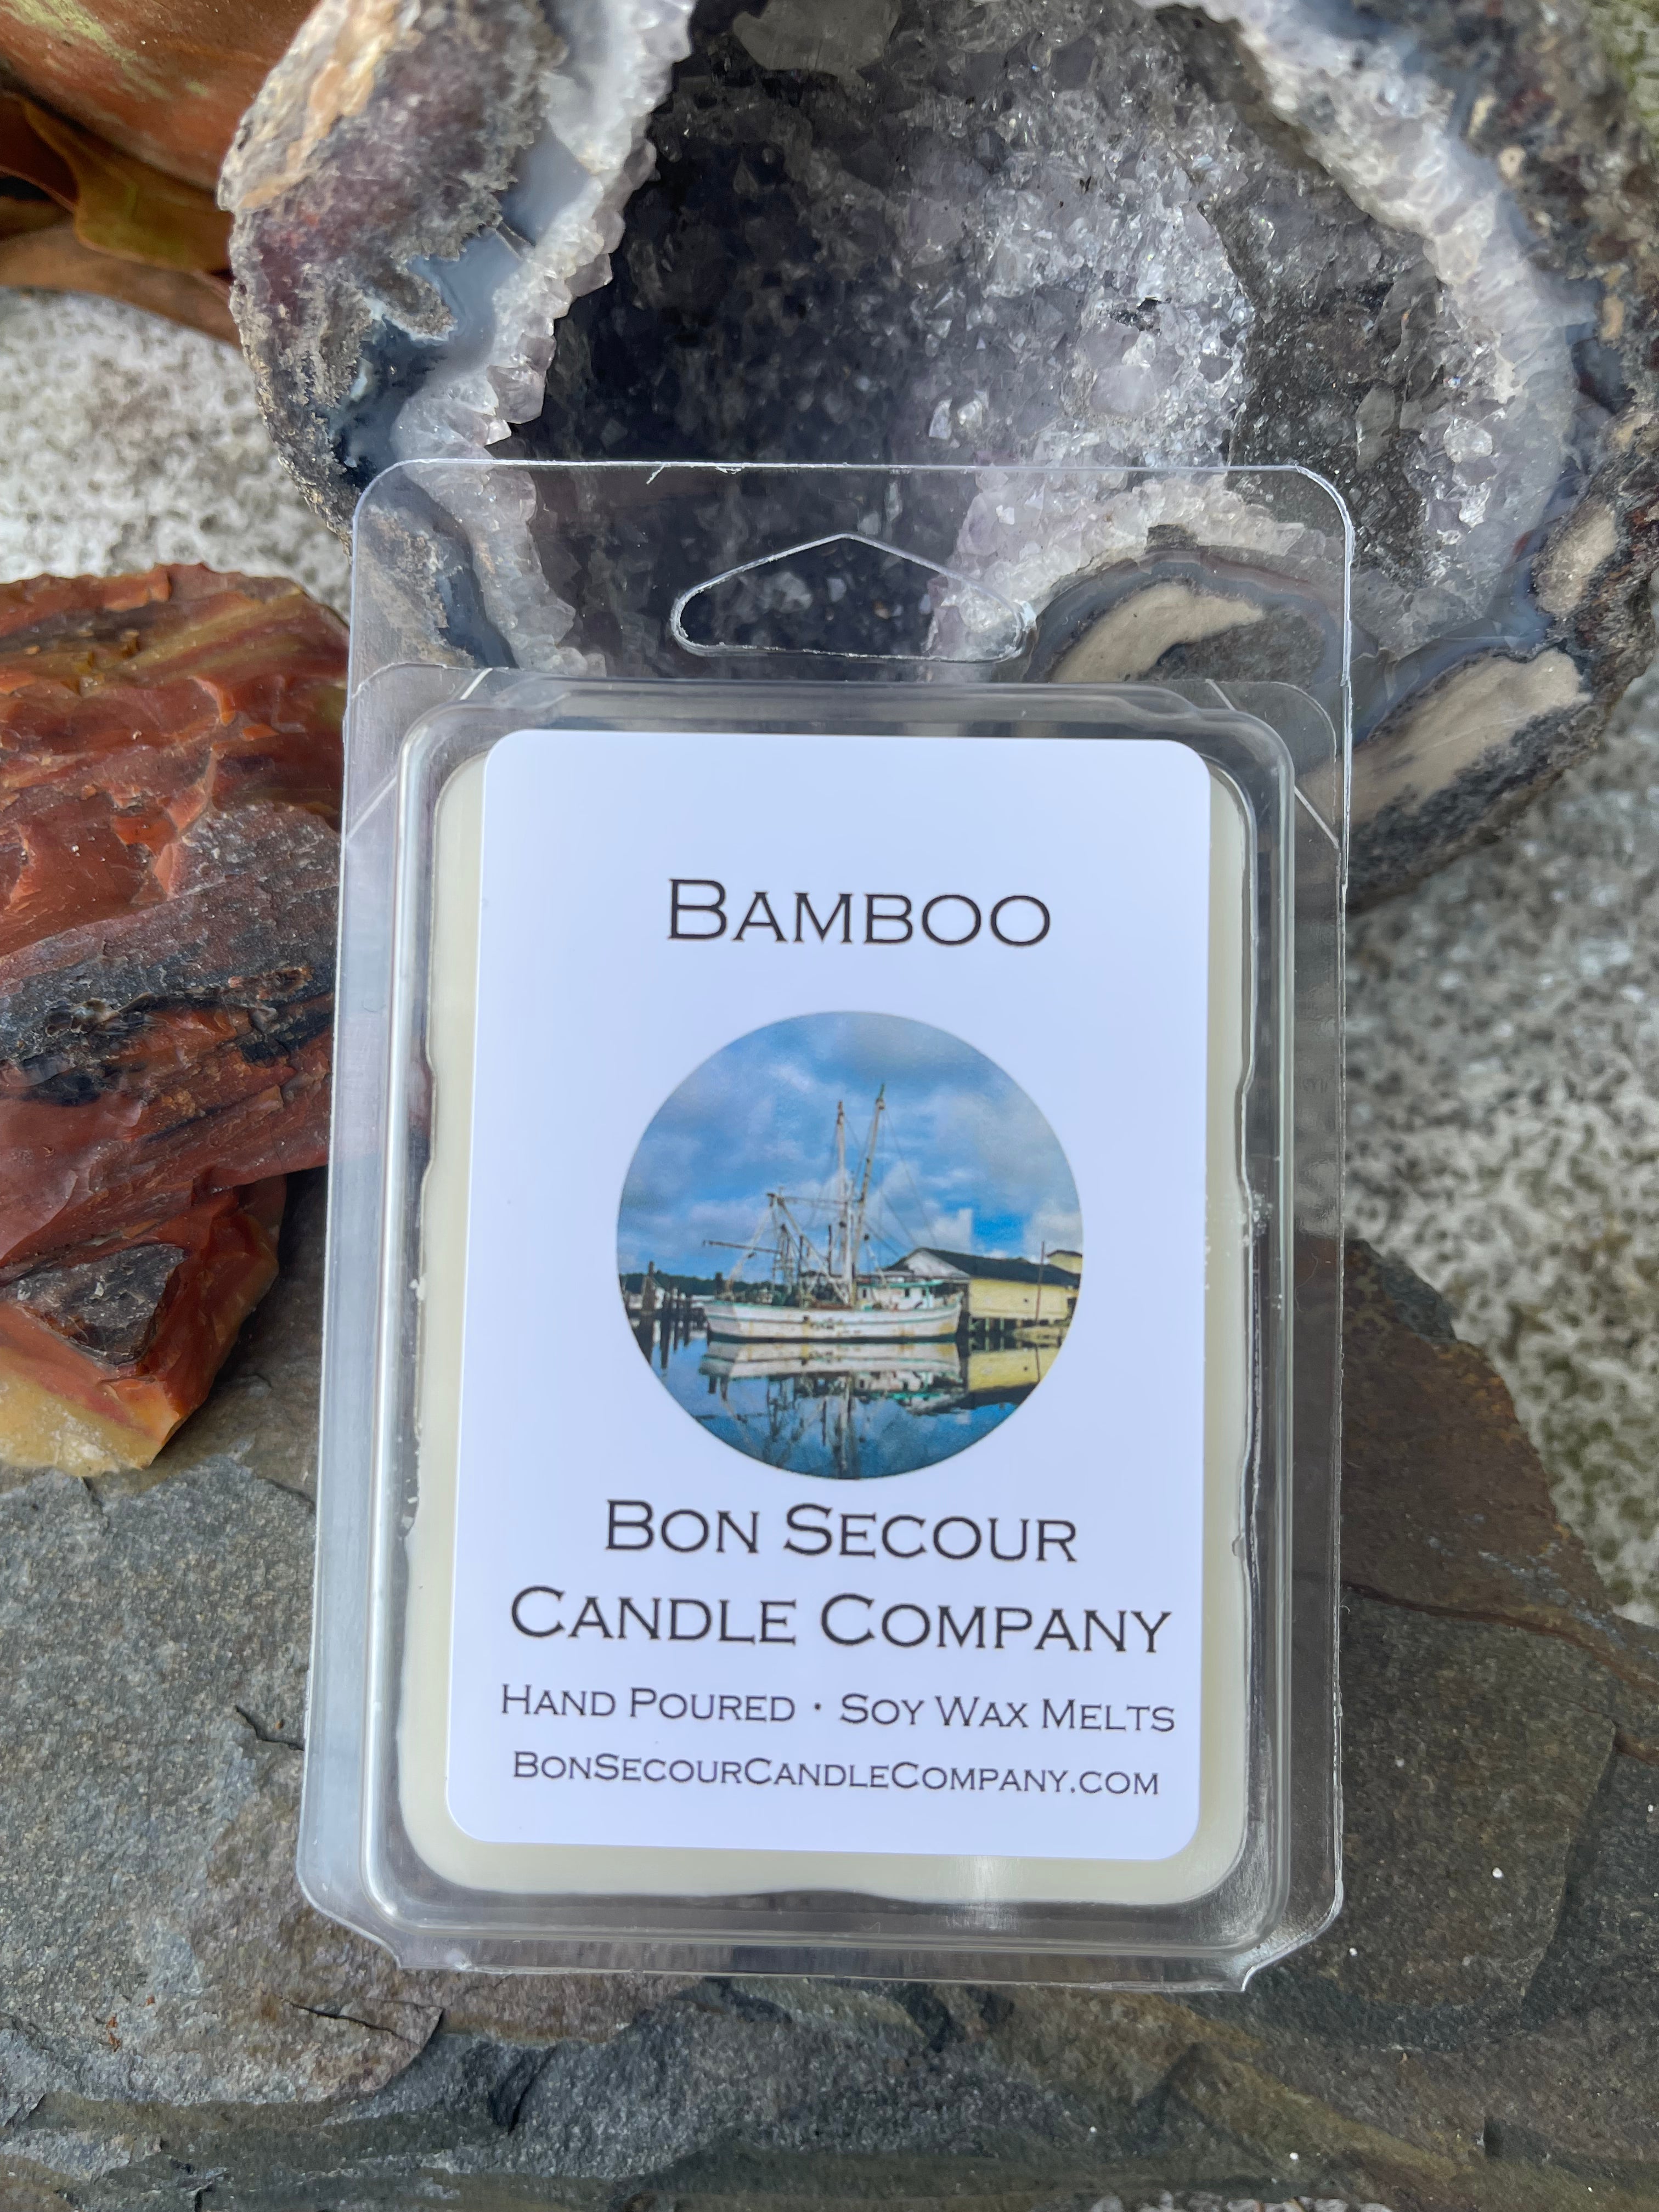 Bamboo
Bon Secour
Candle Company
Hand Poured • Soy Wax Melts
BonSecourCandleCompany.com